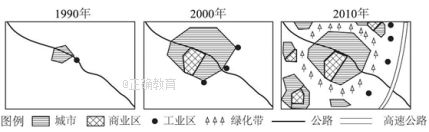 1990年 2000年 2010年
@正确教育
图例 城市 商业区 工业区 绿化带 公路 高速公路